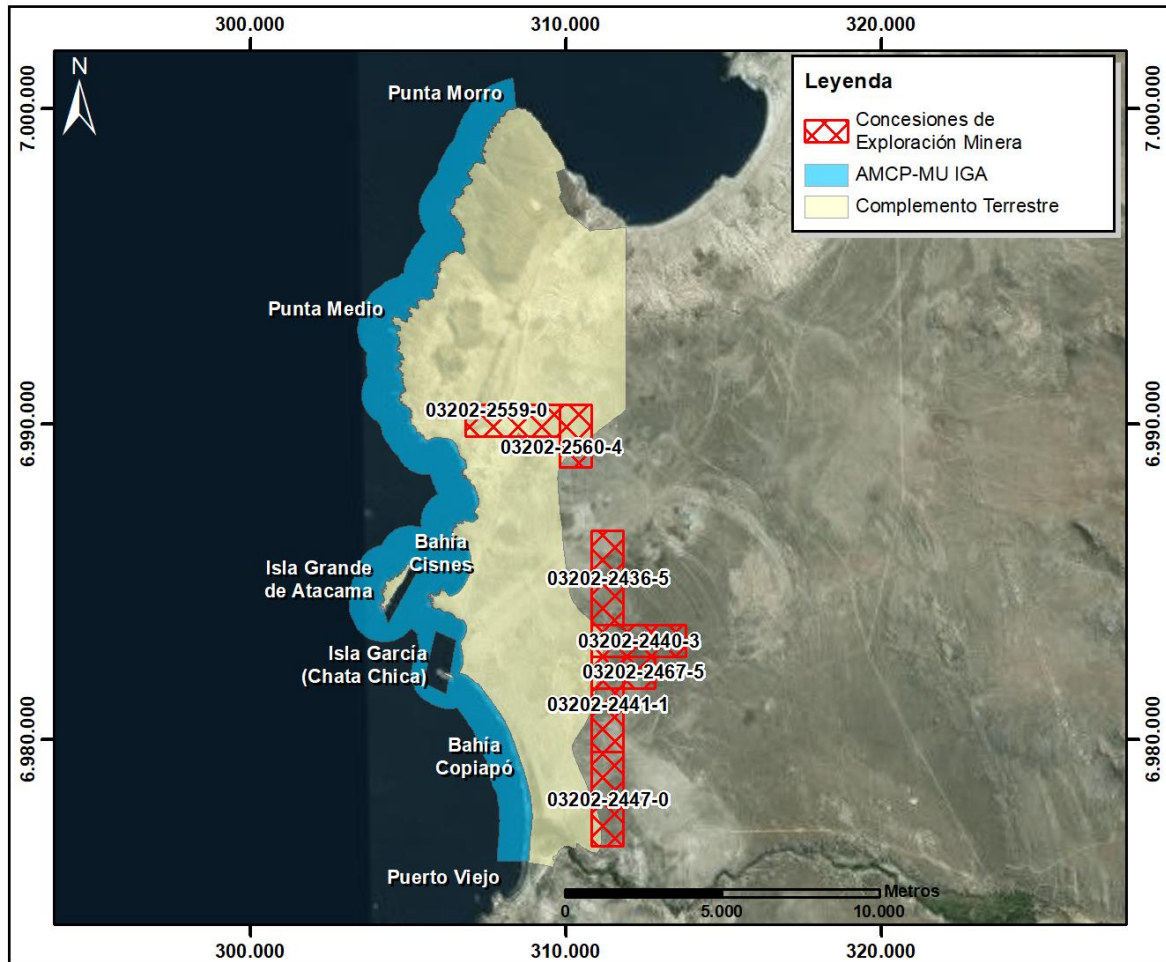 300.000
310.000
320.000
N
7.000.000
7.000.000
Punta Morro
Leyenda
Concesiones de
Exploración Minera
AMCP-MU IGA
Complemento Terrestre
Punta Medio
6.990.000
6.990.000
03202-2559-0
03202-2560-4
Bahía
Cisnes
Isla Grande
de Atacama
03202-2436-5
Isla García
(Chata Chica)
03202-2440-3
03202-2467-5
03202-2441-1
6.980.000
6.980.000
Bahía
Copiapó
03202-2447-0
Puerto Viejo
Metros
0
5.000
10.000
300.000
310.000
320.000